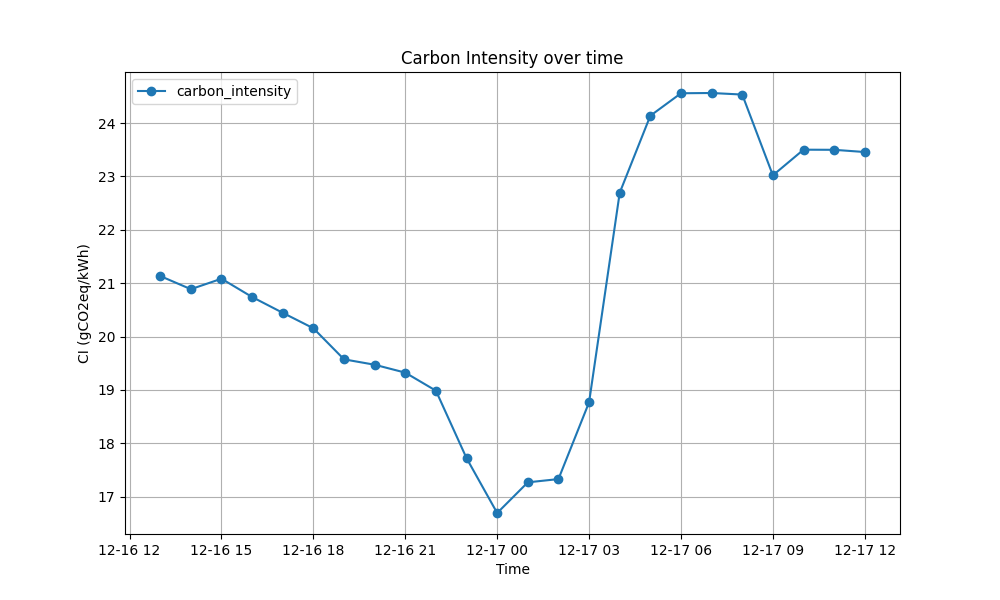 Carbon Intensity over time
carbon_intensity
CI (gCO2eq/kWh)
24
23
22
21
20
19
18
17
12-16 12 12-16 15 12-16 18 12-16 21 12-17 00 12-17 03 12-17 06 12-17 09 12-17 12
Time